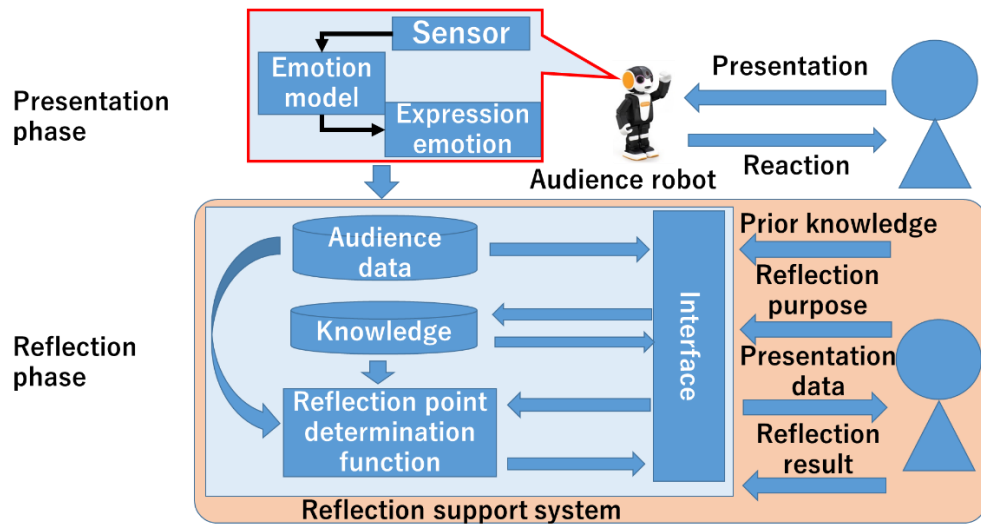 Presentation
phase
Sensor
Emotion
model
Expression
emotion
Audience robot
Presentation
Reaction
Reflection
phase
Audience
data
Knowledge
Reflection point
determination
function
Interface
Prior knowledge
Reflection
purpose
Presentation
data
Reflection
result
Reflection support system